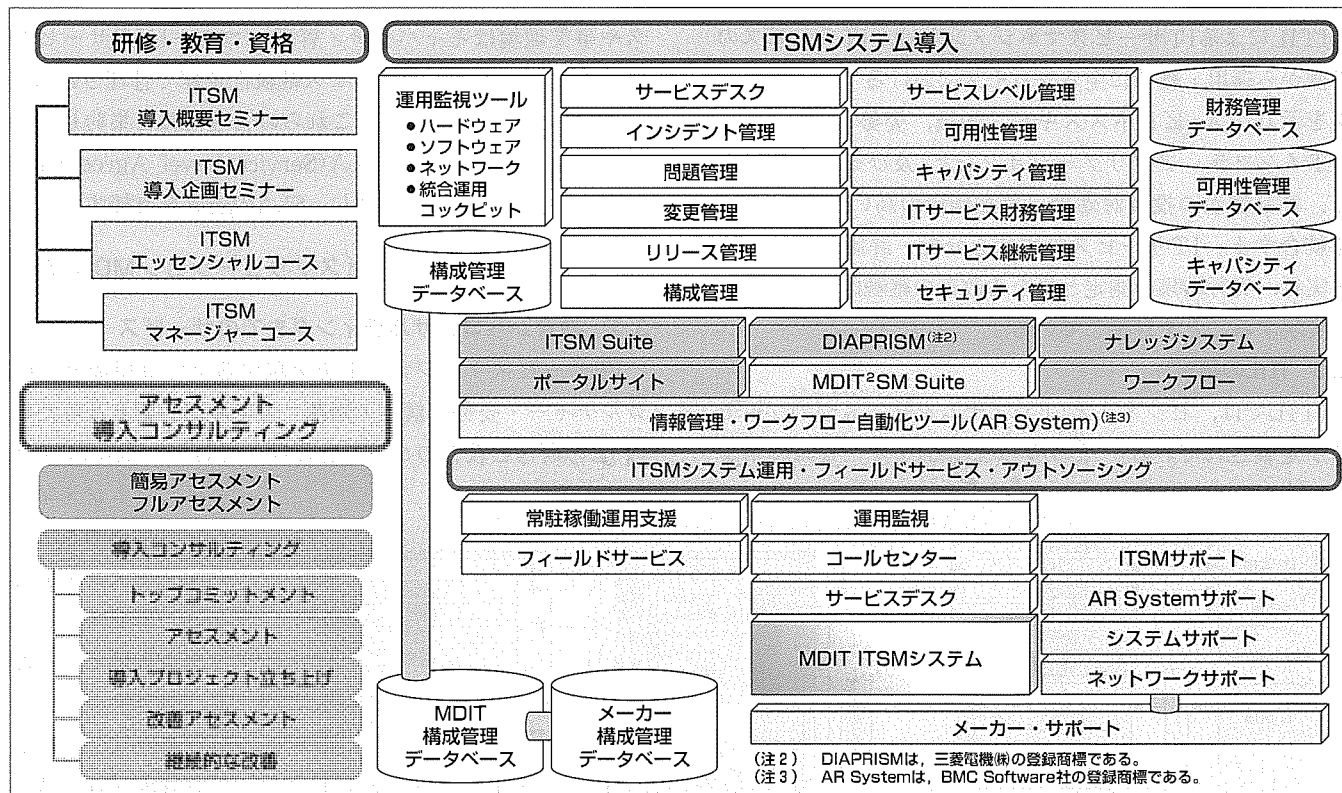 研修・教育・資格
ITSM
導入概要セミナー
ITSM
導入企画セミナー
ITSM
エッセンシャルコース
ITSM
マネージャーコース
アセスメント
導入コンサルティング
簡易アセスメント
フルアセスメント
導入コンサルティング
トップコミットメント
アセスメント
導入プロジェクト立ち上げ
改善アセスメント
継続的な改善
ITSMシステム導入
運用監視ツール
●ハードウェア
●ソフトウェア
●ネットワーク
●統合運用
コックピット
構成管理
データベース
サービスデスク
インシデント管理
問題管理
変更管理
リリース管理
構成管理
サービスレベル管理
可用性管理
キャパシティ管理
ITサービス財務管理
ITサービス継続管理
セキュリティ管理
財務管理
データベース
可用性管理
データベース
キャパシティ
データベース
ITSM Suite
DIAPRISM(注2)
ナレッジシステム
ポータルサイト
MDIT²SM Suite
ワークフロー
情報管理・ワークフロー自動化ツール(AR System)(注3)
ITSMシステム運用・フィールドサービス・アウトソーシング
常駐稼働運用支援
運用監視
フィールドサービス
コールセンター
ITSMサポート
サービスデスク
AR Systemサポート
MDIT ITSMシステム
システムサポート
ネットワークサポート
MDIT
構成管理
データベース
メーカー
構成管理
データベース
メーカー・サポート
(注2) DIAPRISMは,三菱電機㈱の登録商標である。
(注3) AR Systemは,BMC Software社の登録商標である。